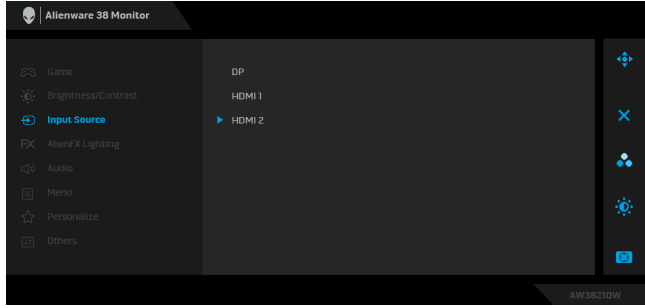 Alienware 38 Monitor
Game
Brightness/Contrast
Input Source
AlienFX Lighting
Audio
Menu
Personalize
Others
DP
HDMI 1
HDMI 2
AW3821DW